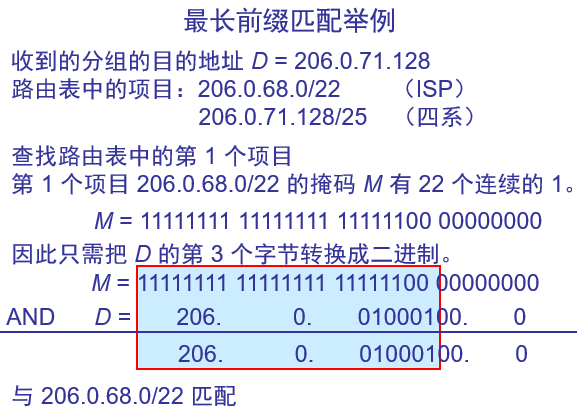 最长前缀匹配举例
收到的分组的目的地址 D = 206.0.71.128
路由表中的项目：206.0.68.0/22 （ISP）
206.0.71.128/25 （四系）
查找路由表中的第 1 个项目
第 1 个项目 206.0.68.0/22 的掩码 M 有 22 个连续的 1。
M = 11111111 11111111 11111100 00000000
因此只需把 D 的第 3 个字节转换成二进制。
M = 11111111 11111111 11111100 00000000
AND D = 206. 0. 01000100. 0
206. 0. 01000100. 0
与 206.0.68.0/22 匹配